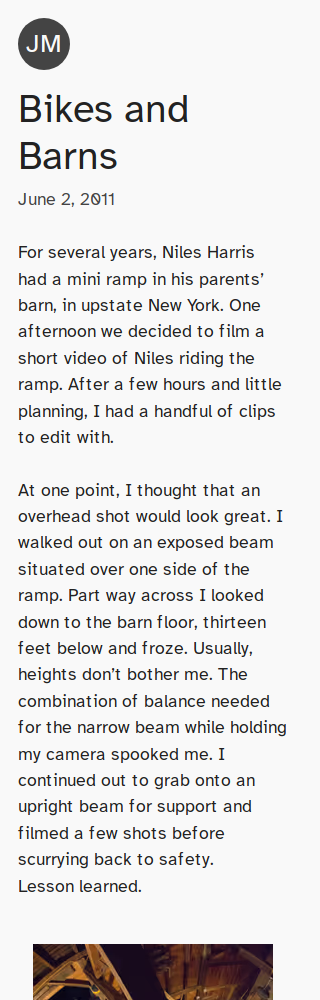 JM
Bikes and
Barns
June 2, 2011
For several years, Niles Harris
had a mini ramp in his parents’
barn, in upstate New York. One
afternoon we decided to film a
short video of Niles riding the
ramp. After a few hours and little
planning, I had a handful of clips
to edit with.
At one point, I thought that an
overhead shot would look great. I
walked out on an exposed beam
situated over one side of the
ramp. Part way across I looked
down to the barn floor, thirteen
feet below and froze. Usually,
heights don’t bother me. The
combination of balance needed
for the narrow beam while holding
my camera spooked me. I
continued out to grab onto an
upright beam for support and
filmed a few shots before
scurrying back to safety.
Lesson learned.